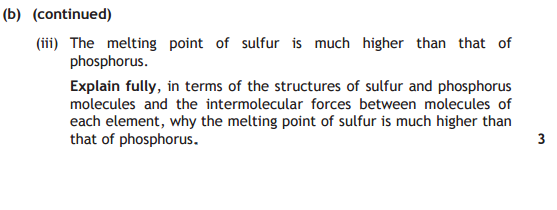 (b) (continued)
(iii) The melting point of sulfur is much higher than that of
phosphorus.
Explain fully, in terms of the structures of sulfur and phosphorus
molecules and the intermolecular forces between molecules of
each element, why the melting point of sulfur is much higher than
that of phosphorus. 3